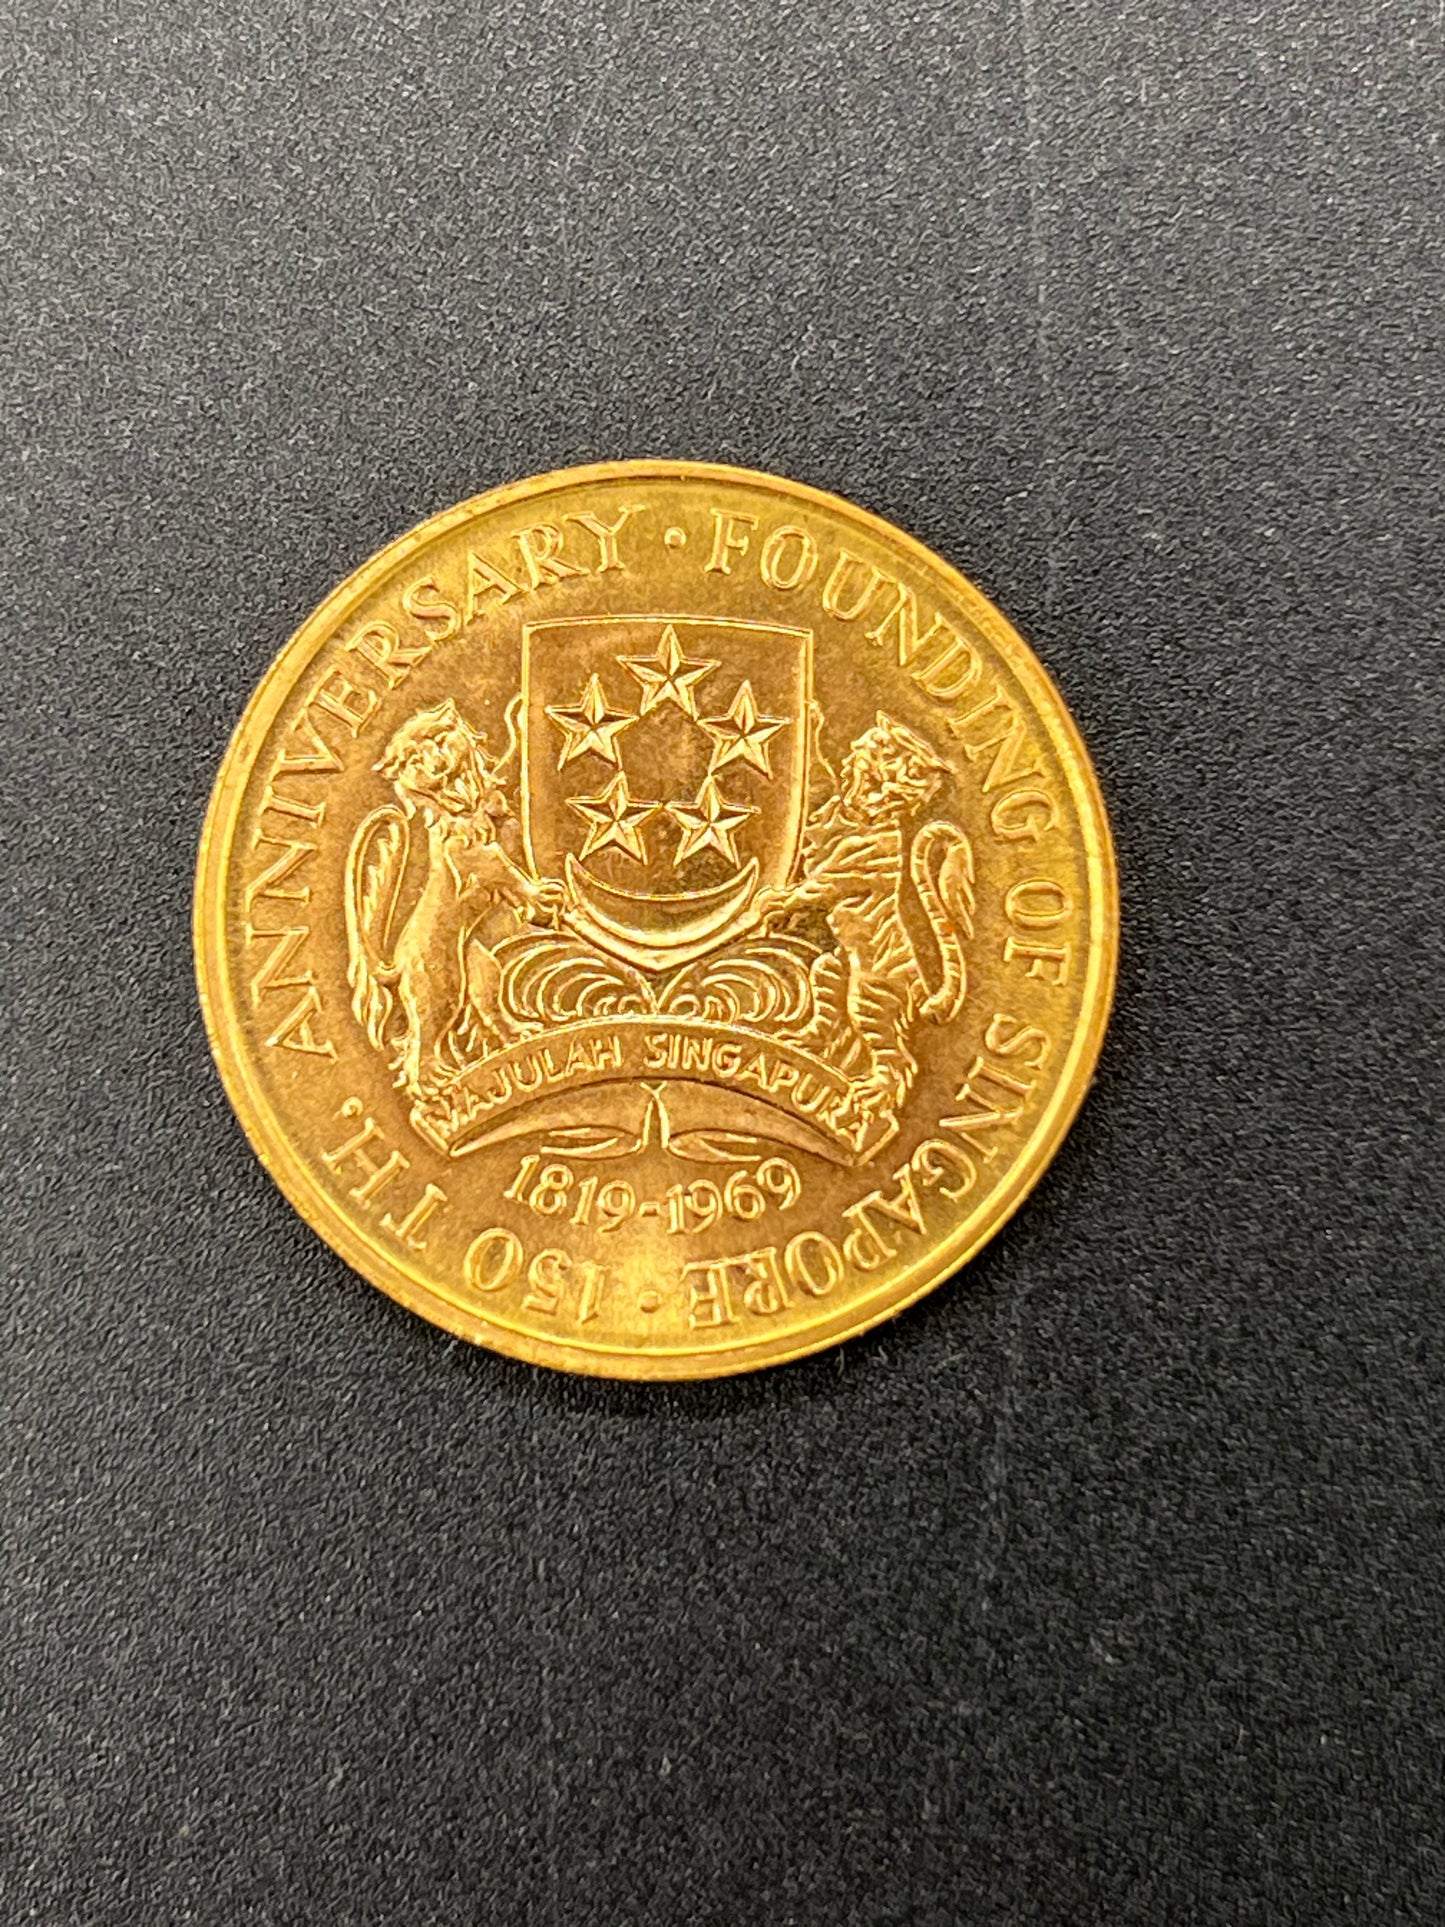 150 TH. ANNIVERSARY · FOUNDING OF SINGAPORE ·
MAJULAH SINGAPURA
1819-1969